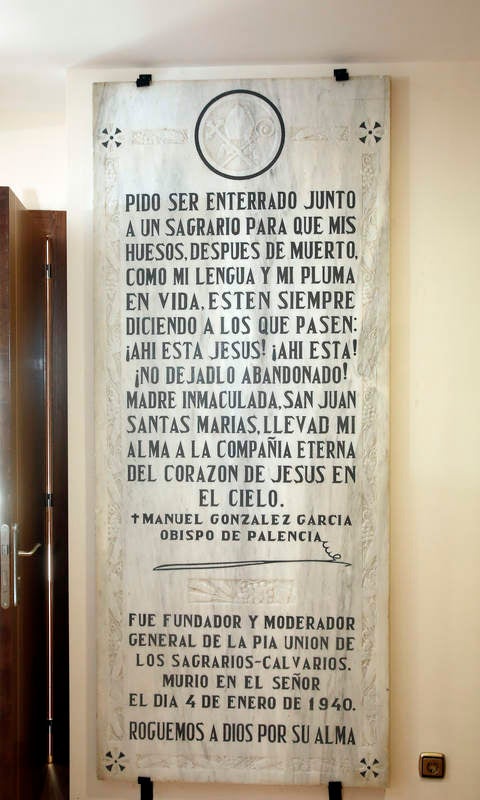 PIDO SER ENTERRADO JUNTO
A UN SAGRARIO PARA QUE MIS
HUESOS, DESPUES DE MUERTO,
COMO MI LENGUA Y MI PLUMA
EN VIDA, ESTEN SIEMPRE
DICIENDO A LOS QUE PASEN:
¡AHI ESTA JESUS! ¡AHI ESTA!
¡NO DEJADLO ABANDONADO!
MADRE INMACULADA, SAN JUAN
SANTAS MARIAS, LLEVAD MI
ALMA A LA COMPAÑIA ETERNA
DEL CORAZON DE JESUS EN
EL CIELO.
✝ MANUEL GONZALEZ GARCIA
OBISPO DE PALENCIA
FUE FUNDADOR Y MODERADOR
GENERAL DE LA PIA UNION DE
LOS SAGRARIOS-CALVARIOS.
MURIO EN EL SEÑOR
EL DIA 4 DE ENERO DE 1940.
ROGUEMOS A DIOS POR SU ALMA